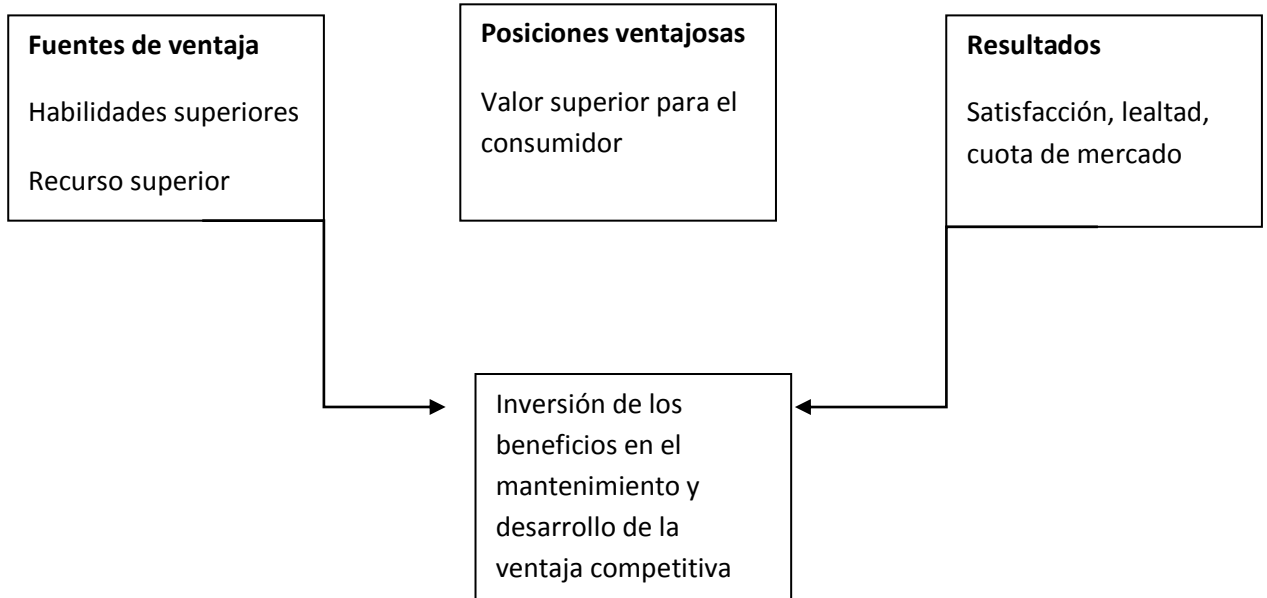 Fuentes de ventaja
Habilidades superiores
Recurso superior
Posiciones ventajosas
Valor superior para el
consumidor
Resultados
Satisfacción, lealtad,
cuota de mercado
Inversión de los
beneficios en el
mantenimiento y
desarrollo de la
ventaja competitiva